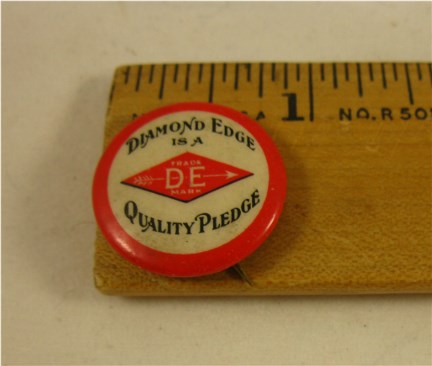 DIAMOND EDGE
IS A
TRADE
DE
MARK
QUALITY PLEDGE
1
NO. R 50